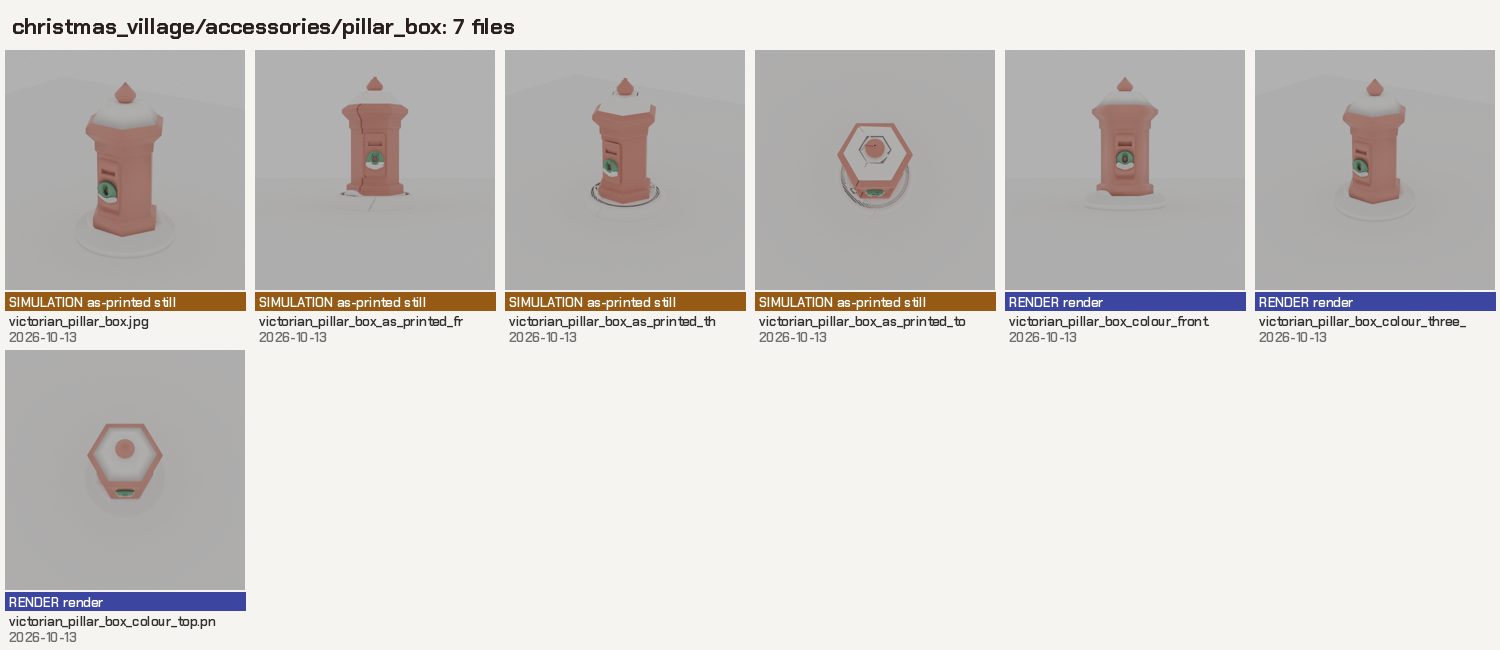 christmas_village/accessories/pillar_box: 7 files
SIMULATION as-printed still
victorian_pillar_box.jpg
2026-10-13
SIMULATION as-printed still
victorian_pillar_box_as_printed_fr
2026-10-13
SIMULATION as-printed still
victorian_pillar_box_as_printed_th
2026-10-13
SIMULATION as-printed still
victorian_pillar_box_as_printed_to
2026-10-13
RENDER render
victorian_pillar_box_colour_front.
2026-10-13
RENDER render
victorian_pillar_box_colour_three_
2026-10-13
RENDER render
victorian_pillar_box_colour_top.pn
2026-10-13